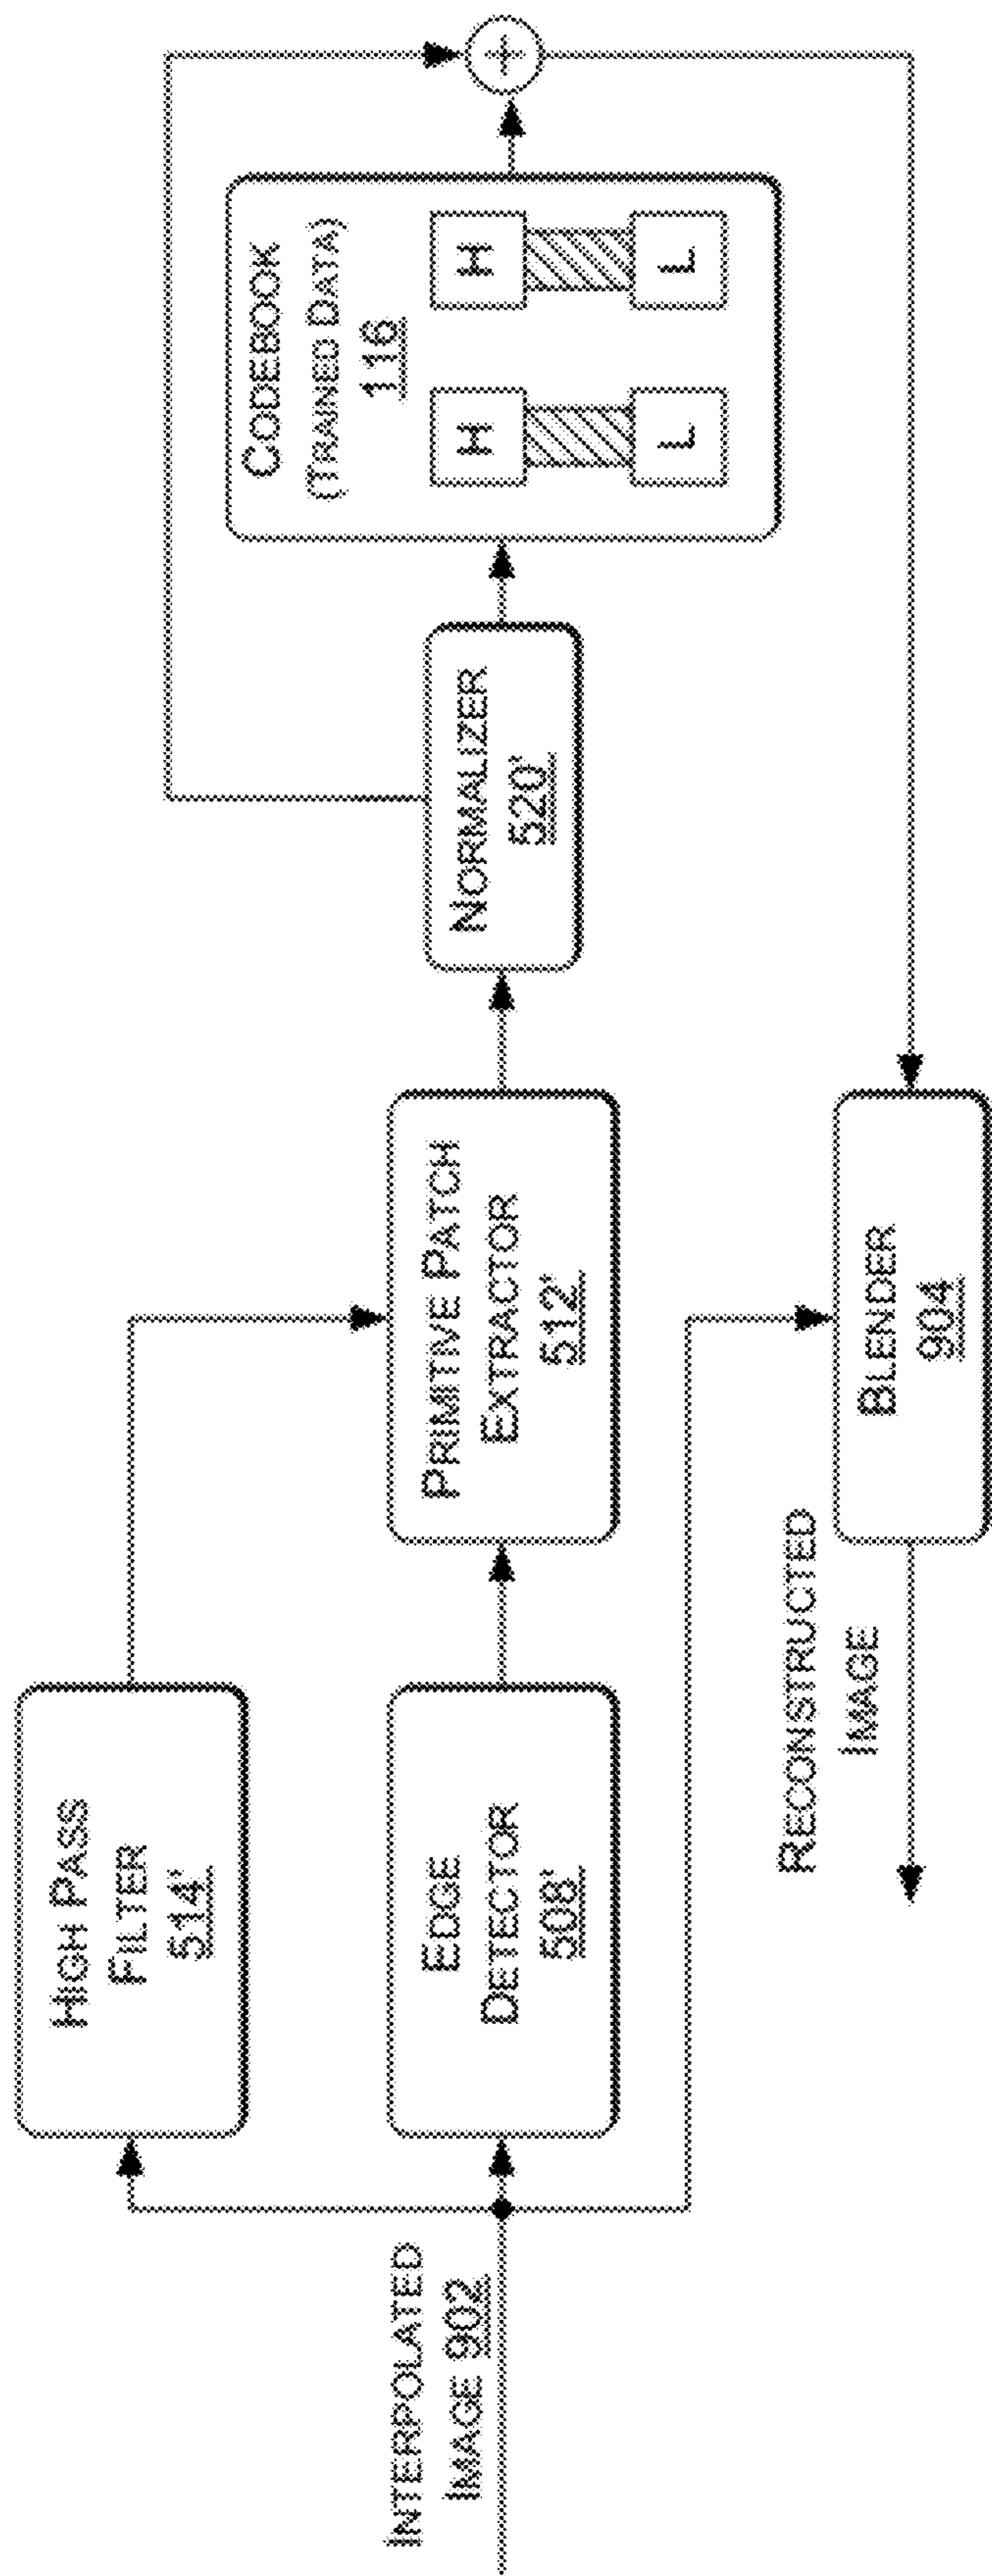 HIGH PASS
FILTER
514'
EDGE
DETECTOR
508'
INTERPOLATED
IMAGE 902
PRIMITIVE PATCH
EXTRACTOR
512'
NORMALIZER
520'
CODEBOOK
(TRAINED DATA)
116
H
H
L
L
+
RECONSTRUCTED
IMAGE
BLENDER
904